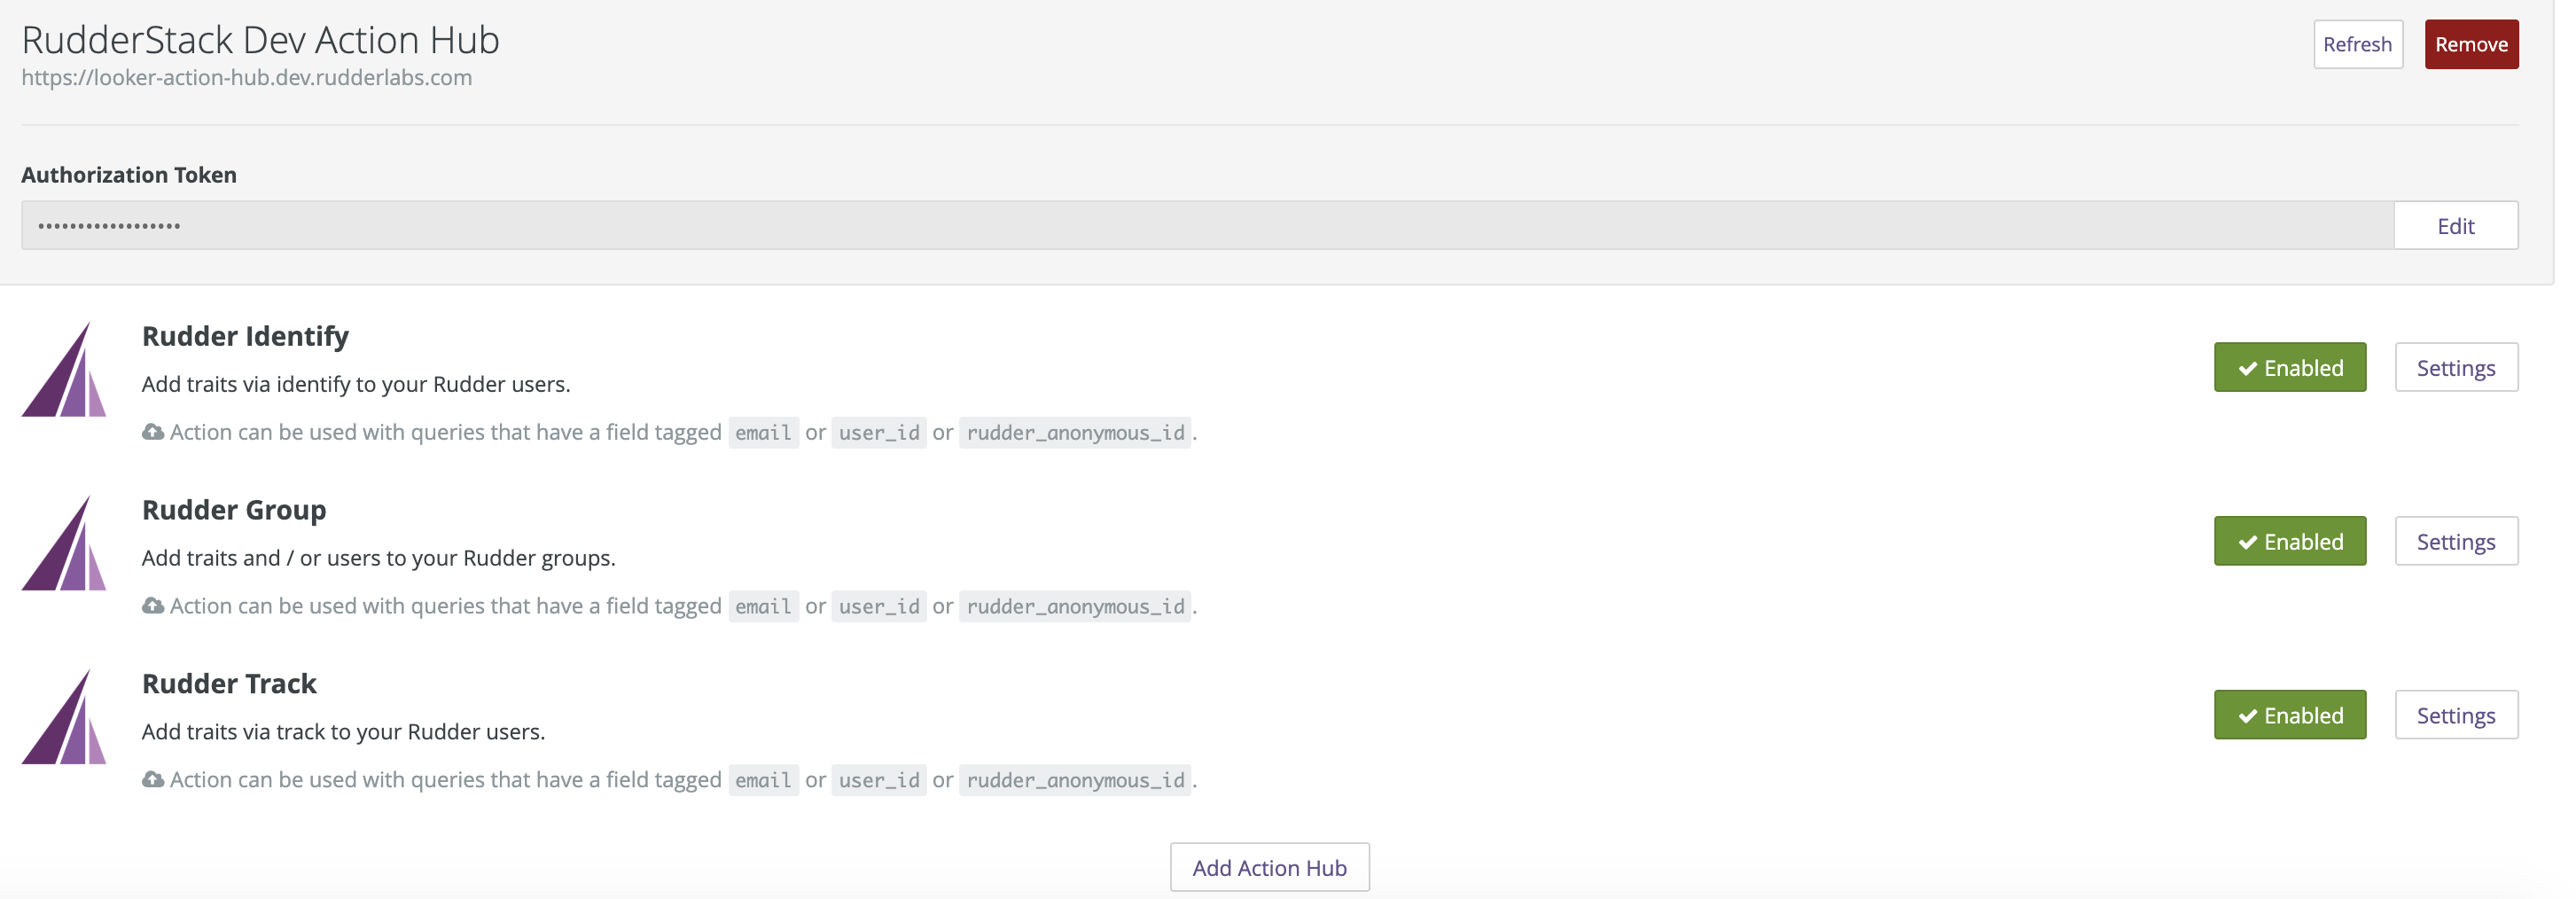 RudderStack Dev Action Hub
Refresh
Remove
https://looker-action-hub.dev.rudderlabs.com
Authorization Token
••••••••••••••••••
Edit
Rudder Identify
Add traits via identify to your Rudder users.
Action can be used with queries that have a field tagged email or user_id or rudder_anonymous_id.
Enabled
Settings
Rudder Group
Add traits and / or users to your Rudder groups.
Action can be used with queries that have a field tagged email or user_id or rudder_anonymous_id.
Enabled
Settings
Rudder Track
Add traits via track to your Rudder users.
Action can be used with queries that have a field tagged email or user_id or rudder_anonymous_id.
Enabled
Settings
Add Action Hub